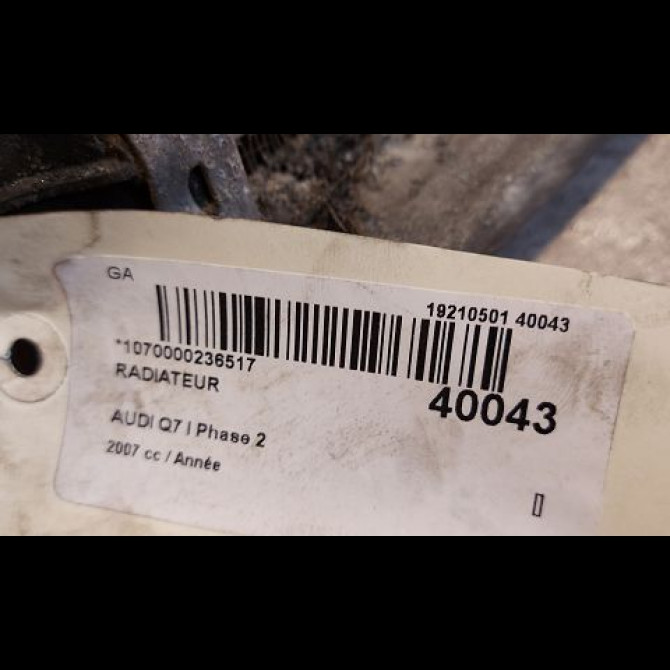 GA
19210501 40043
*1070000236517
RADIATEUR
40043
AUDI Q7 I Phase 2
2007 cc / Année